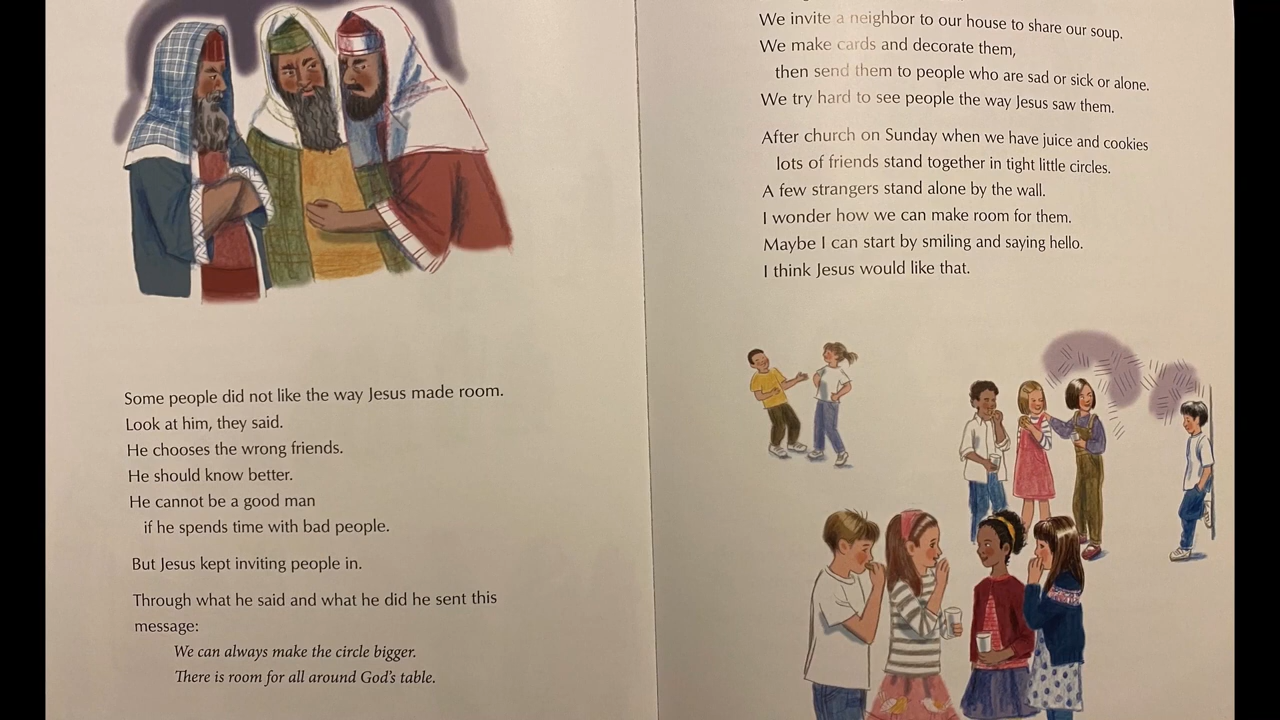 Some people did not like the way Jesus made room.
Look at him, they said.
He chooses the wrong friends.
He should know better.
He cannot be a good man
if he spends time with bad people.
But Jesus kept inviting people in.
Through what he said and what he did he sent this
message:
We can always make the circle bigger.
There is room for all around God's table.
We invite a neighbor to our house to share our soup.
We make cards and decorate them,
then send them to people who are sad or sick or alone.
We try hard to see people the way Jesus saw them.
After church on Sunday when we have juice and cookies
lots of friends stand together in tight little circles.
A few strangers stand alone by the wall.
I wonder how we can make room for them.
Maybe I can start by smiling and saying hello.
I think Jesus would like that.